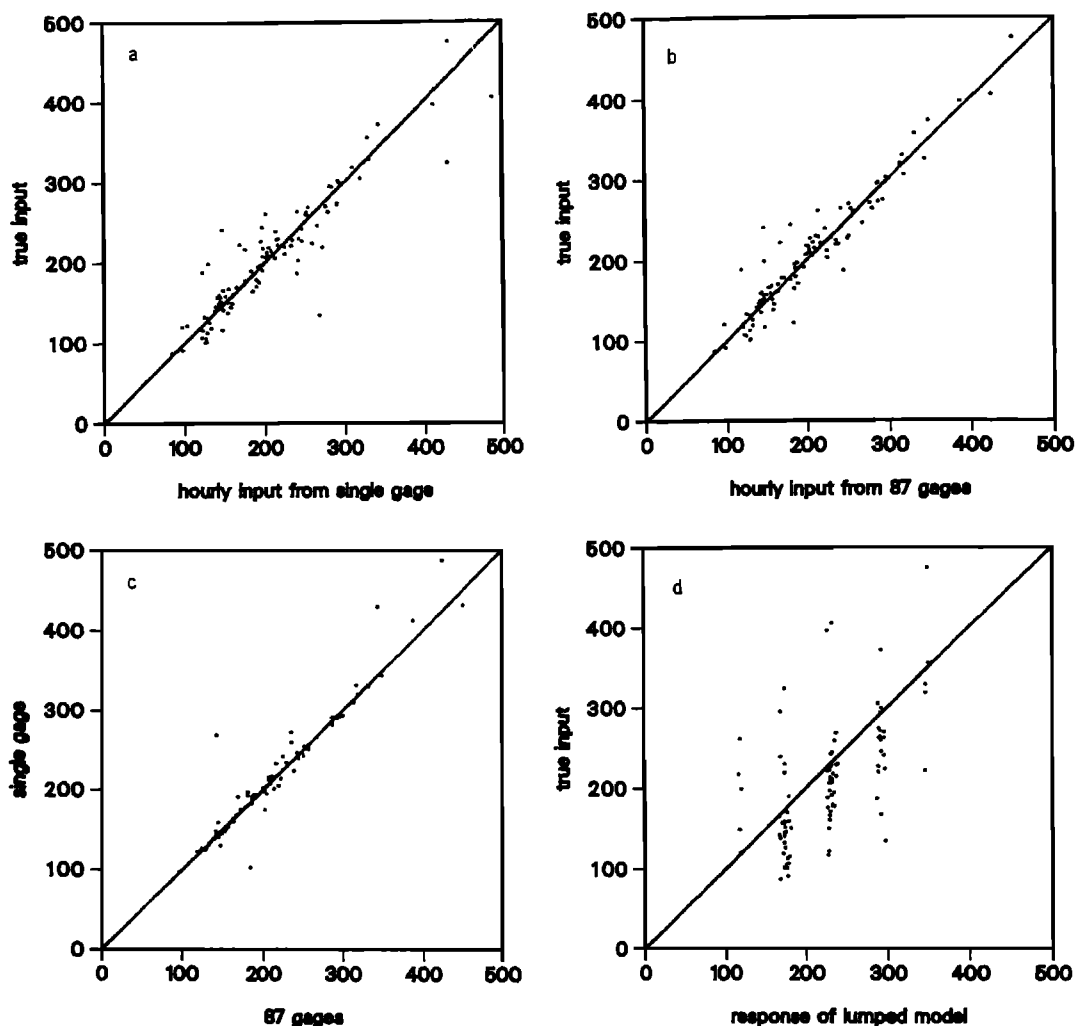 a
500
400
300
200
100
0
true input
0 100 200 300 400 500
hourly input from single gage
b
500
400
300
200
100
0
true input
0 100 200 300 400 500
hourly input from 87 gages
c
500
400
300
200
100
0
single gage
0 100 200 300 400 500
87 gages
d
500
400
300
200
100
0
true input
0 100 200 300 400 500
response of lumped model